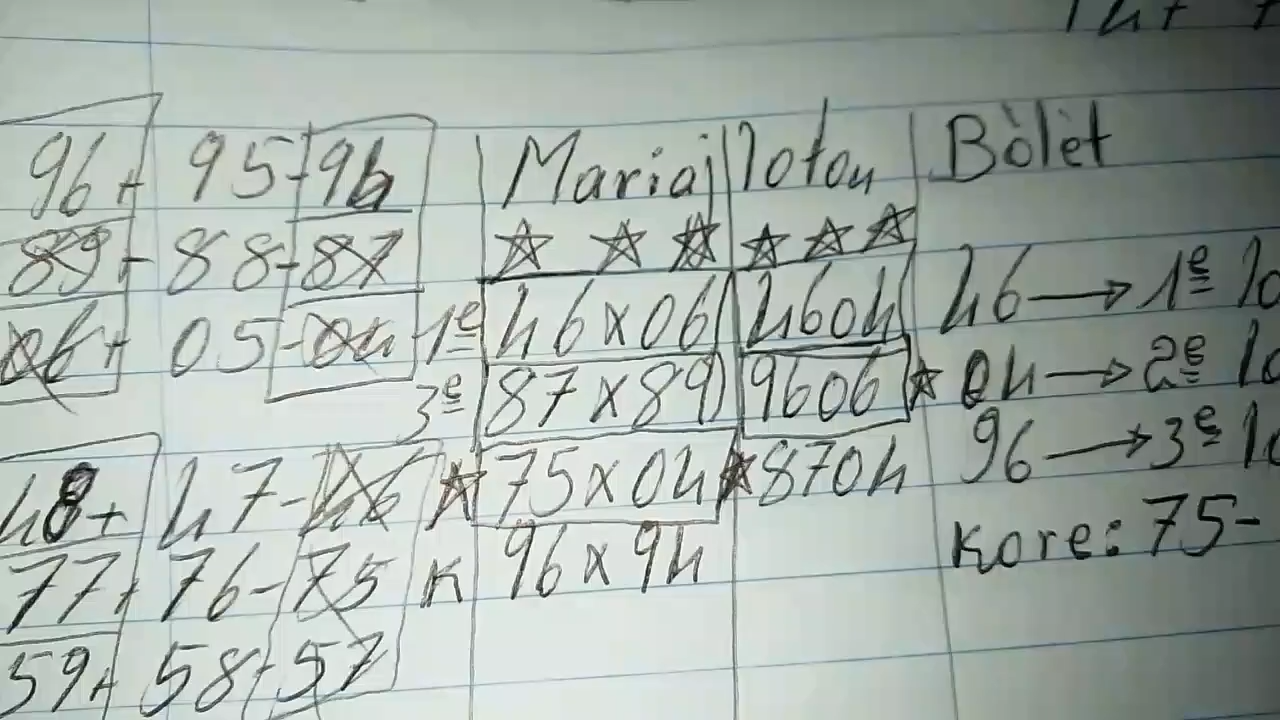 96+ 95-96 Mariaj loto4 Bòlèt
89+ 88-87
06+ 05-04 1e 46x06 4604 46→1e lo
3e 87x89 9606 04→2e lo
48+ 47-46 75x04 8704 96→3e lo
77+ 76-75 K 96x94 Kore: 75-
59+ 58-57